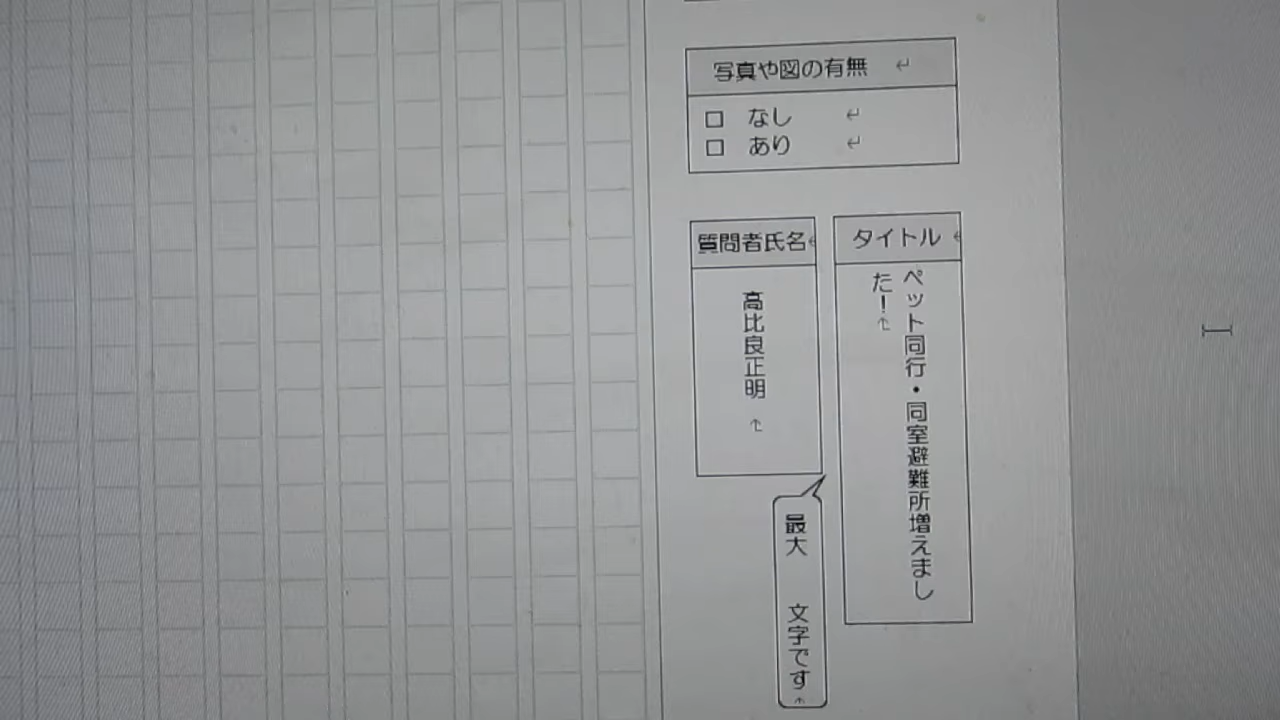 写真や図の有無
□ なし
□ あり
タイトル
ペット同行・同室避難所増えまし
た！
質問者氏名
高比良正明
最大 文字です